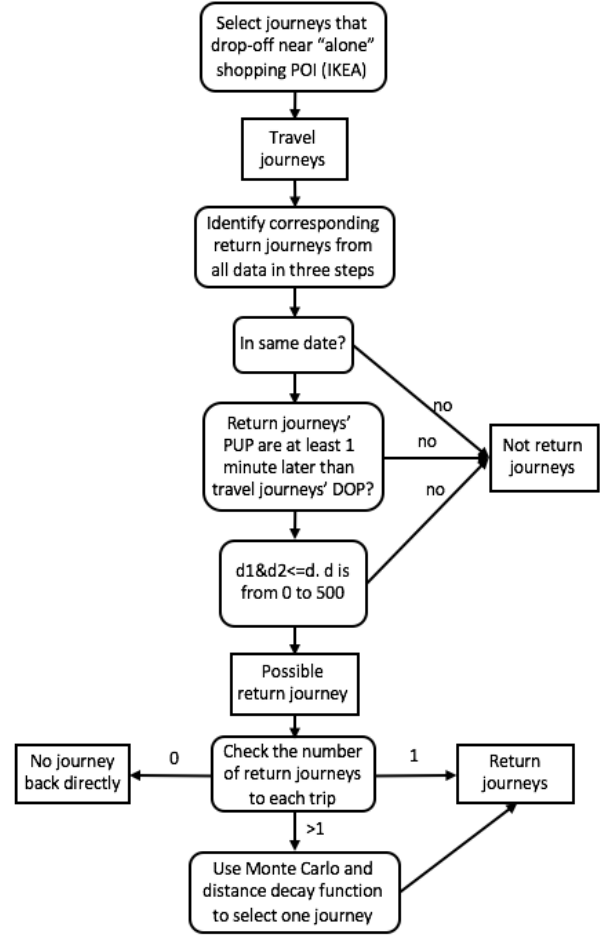 Select journeys that
drop-off near “alone”
shopping POI (IKEA)
Travel
journeys
Identify corresponding
return journeys from
all data in three steps
In same date?
no
Return journeys’
PUP are at least 1
minute later than
travel journeys’ DOP?
no
Not return
journeys
no
d1&d2<=d. d is
from 0 to 500
Possible
return journey
No journey
back directly
0
Check the number
of return journeys
to each trip
1
Return
journeys
>1
Use Monte Carlo and
distance decay function
to select one journey